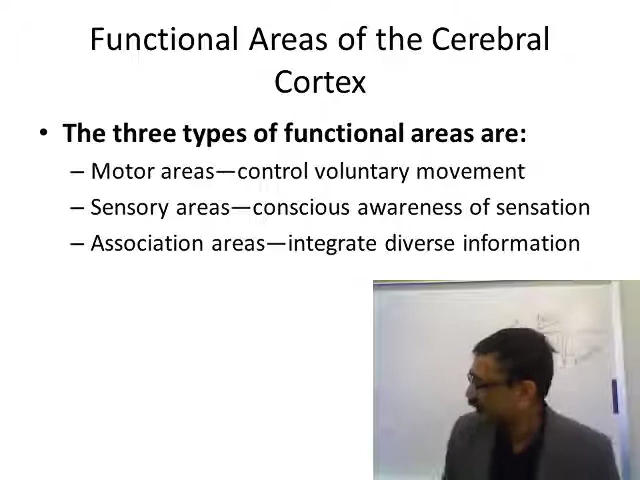 Functional Areas of the Cerebral
Cortex
• The three types of functional areas are:
– Motor areas—control voluntary movement
– Sensory areas—conscious awareness of sensation
– Association areas—integrate diverse information